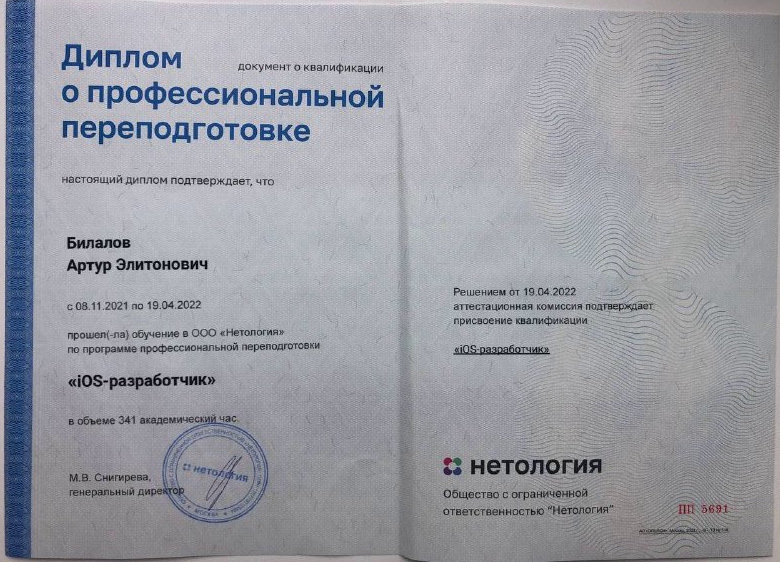 Диплом
документ о квалификации
о профессиональной
переподготовке
настоящий диплом подтверждает, что
Билалов
Артур Элитонович
с 08.11.2021 по 19.04.2022
прошел(-ла) обучение в ООО «Нетология»
по программе профессиональной переподготовки
«iOS-разработчик»
в объеме 341 академический час.
М.В. Снигирева,
генеральный директор
нетология
МОСКВА
Решением от 19.04.2022
аттестационная комиссия подтверждает
присвоение квалификации
«iOS-разработчик»
нетология
Общество с ограниченной
ответственностью "Нетология"
ПП 5691